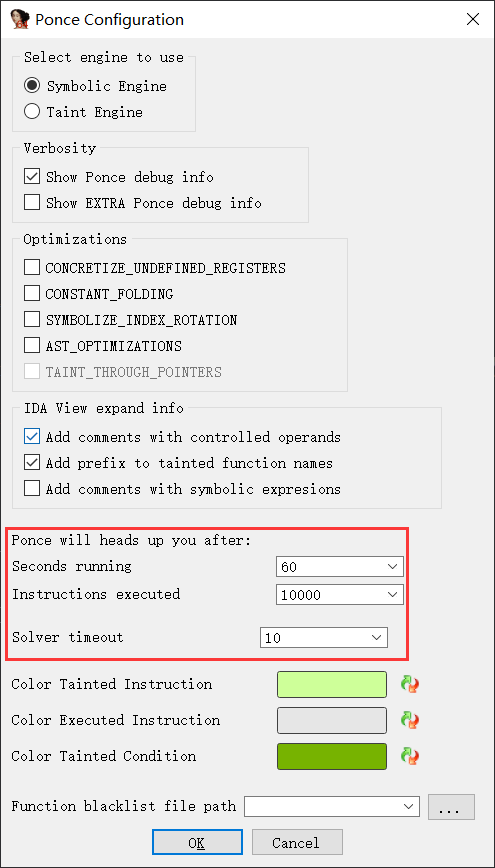 Ponce Configuration
Select engine to use
Symbolic Engine
Taint Engine
Verbosity
Show Ponce debug info
Show EXTRA Ponce debug info
Optimizations
CONCRETIZE_UNDEFINED_REGISTERS
CONSTANT_FOLDING
SYMBOLIZE_INDEX_ROTATION
AST_OPTIMIZATIONS
TAINT_THROUGH_POINTERS
IDA View expand info
Add comments with controlled operands
Add prefix to tainted function names
Add comments with symbolic expresions
Ponce will heads up you after:
Seconds running 60
Instructions executed 10000
Solver timeout 10
Color Tainted Instruction
Color Executed Instruction
Color Tainted Condition
Function blacklist file path ...
OK Cancel